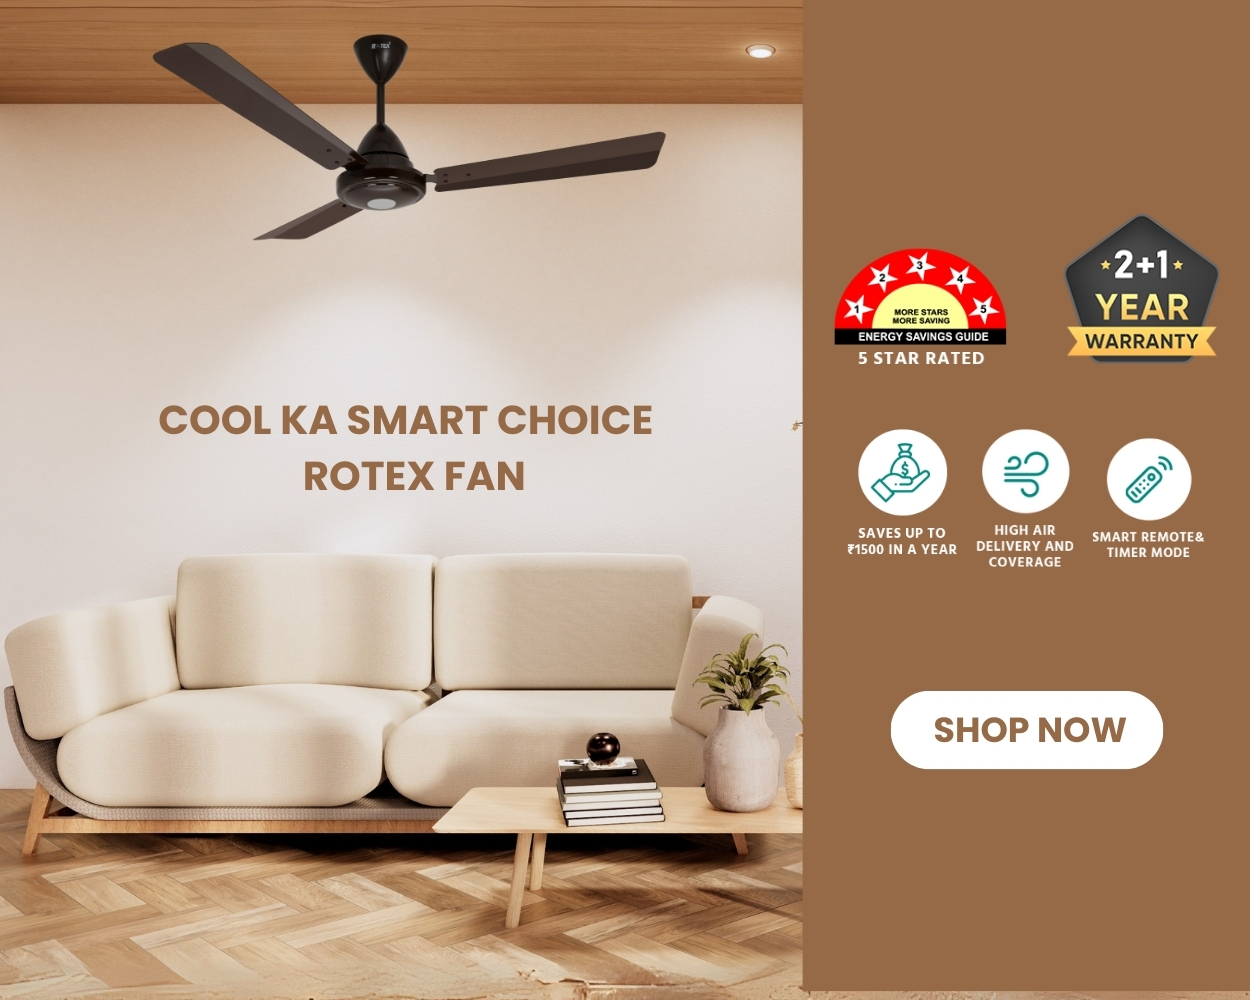 COOL KA SMART CHOICE
ROTEX FAN
1
2
3
4
5
MORE STARS
MORE SAVING
ENERGY SAVINGS GUIDE
5 STAR RATED
2+1
YEAR
WARRANTY
$
SAVES UP TO
₹1500 IN A YEAR
HIGH AIR
DELIVERY AND
COVERAGE
SMART REMOTE&
TIMER MODE
SHOP NOW